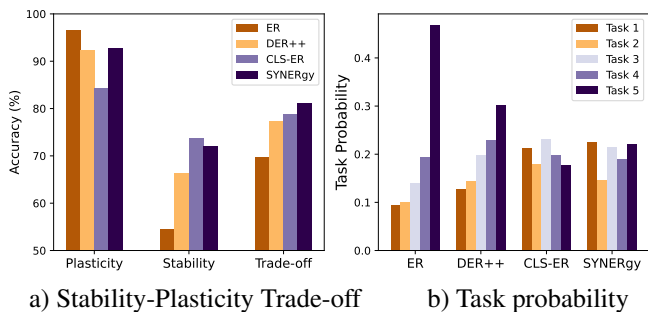 100
90
80
70
60
50
Accuracy (%)
ER
DER++
CLS-ER
SYNERgy
Plasticity
Stability
Trade-off
a) Stability-Plasticity Trade-off
0.4
0.3
0.2
0.1
0.0
Task Probability
Task 1
Task 2
Task 3
Task 4
Task 5
ER
DER++
CLS-ER
SYNERgy
b) Task probability